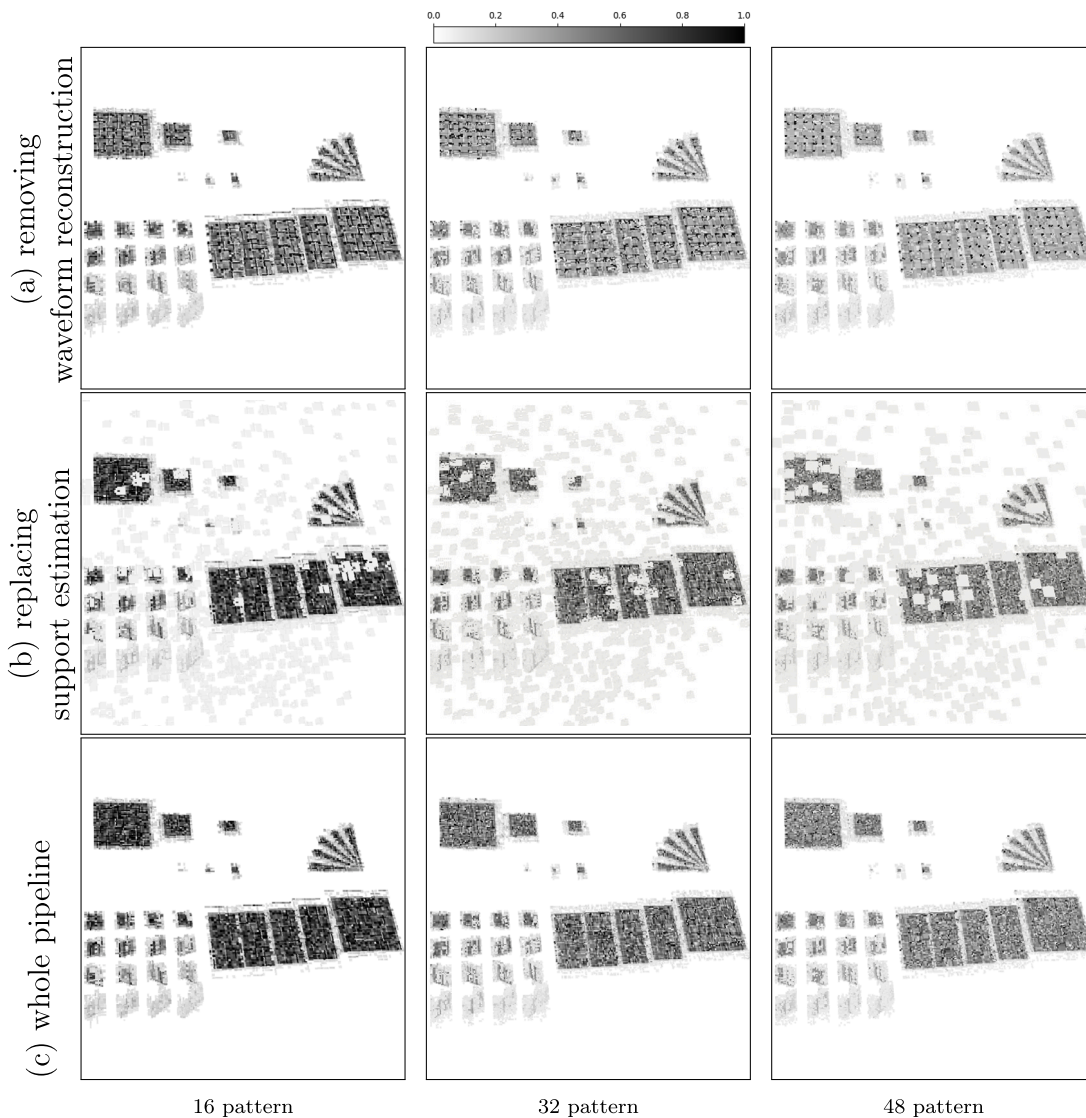 0.0 0.2 0.4 0.6 0.8 1.0
(a) removing
waveform reconstruction
(b) replacing
support estimation
(c) whole pipeline
16 pattern
32 pattern
48 pattern